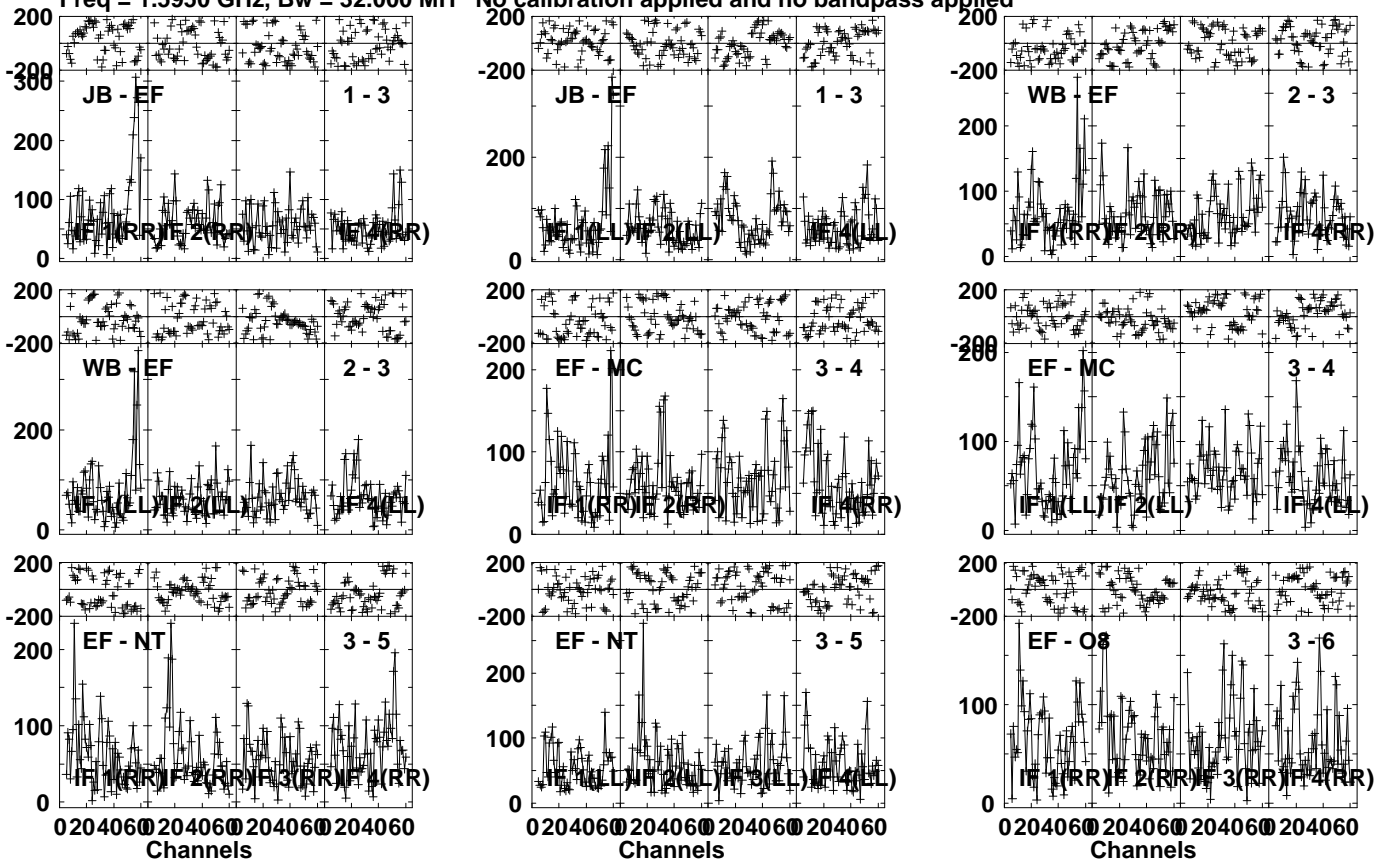 Freq = 1.5950 GHz, Bw = 32.000 MH No calibration applied and no bandpass applied
200 200 200
-200 -200 -200
300
JB - EF 1 - 3 JB - EF 1 - 3 WB - EF 2 - 3
200 200 200
100 100
IF 1(RR) IF 2(RR) IF 4(RR) IF 1(LL) IF 2(LL) IF 4(LL) IF 1(RR) IF 2(RR) IF 4(RR)
0 0 0
200 200 200
-200 -200 -200
200
WB - EF 2 - 3 EF - MC 3 - 4 EF - MC 3 - 4
200 200
100 100
IF 1(LL) IF 2(LL) IF 4(LL) IF 1(RR) IF 2(RR) IF 4(RR) IF 1(LL) IF 2(LL) IF 4(LL)
0 0 0
200 200 200
-200 -200 -200
EF - NT 3 - 5 EF - NT 3 - 5 EF - O8 3 - 6
200 200
100 100 100
IF 1(RR) IF 2(RR) IF 3(RR) IF 4(RR) IF 1(LL) IF 2(LL) IF 3(LL) IF 4(LL) IF 1(RR) IF 2(RR) IF 3(RR) IF 4(RR)
0 0 0
0 20 40 60 0 20 40 60 0 20 40 60 0 20 40 60 0 20 40 60 0 20 40 60 0 20 40 60 0 20 40 60 0 20 40 60 0 20 40 60 0 20 40 60 0 20 40 60
Channels Channels Channels